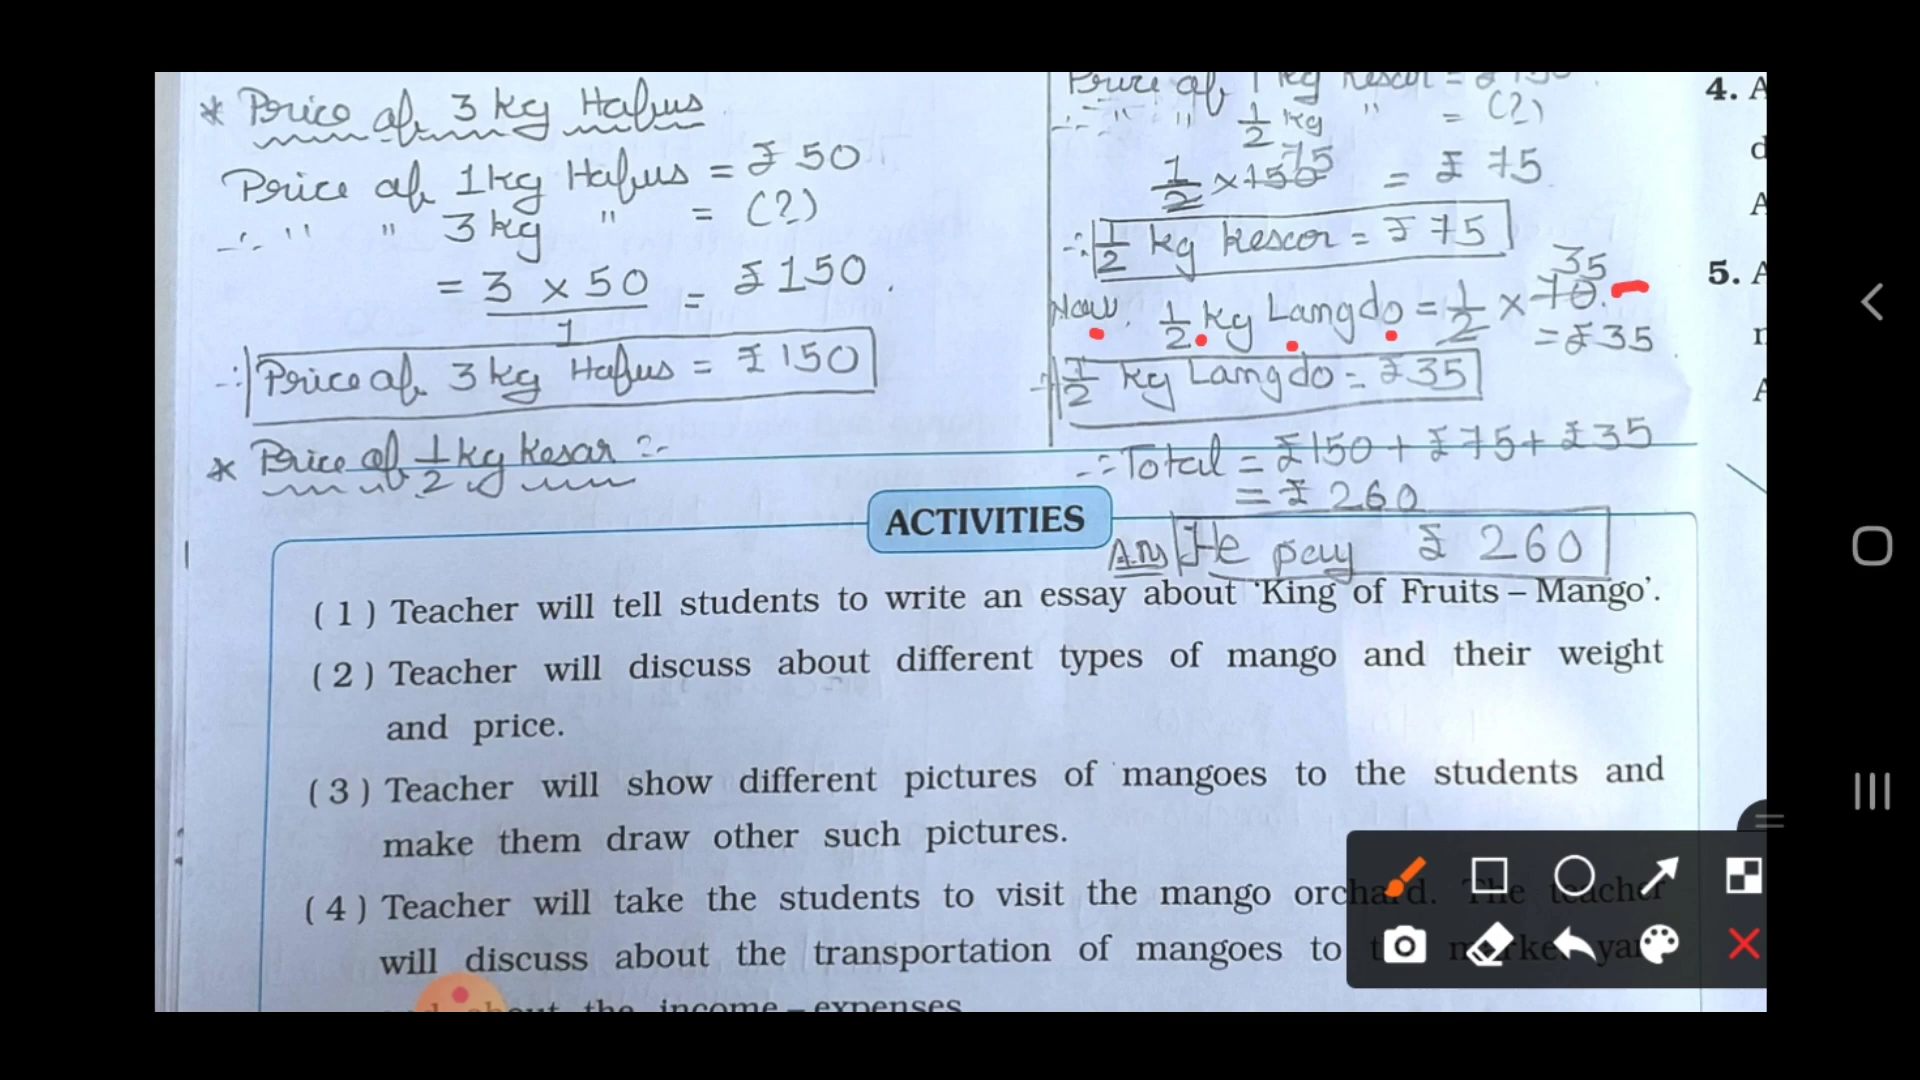 * Price of 3 kg Hafus
Price of 1 kg Hafus = ₹ 50
∴ " " 3 kg " = (?)
= 3 × 50 / 1 = ₹ 150.
∴ Price of 3 kg Hafus = ₹ 150
* Price of 1/2 kg Kesar :-
Price of 1 kg Kesar = ₹ 150
∴ " " 1/2 kg " = (?)
1/2 × 150 75 = ₹ 75
∴ 1/2 kg Kesar = ₹ 75
Now, 1/2 kg Langdo = 1/2 × 70 35
= ₹ 35
∴ 1/2 kg Langdo = ₹ 35
∴ Total = ₹ 150 + ₹ 75 + ₹ 35
= ₹ 260
Ans He pay ₹ 260
4. A
d
A
5. A
A
ACTIVITIES
( 1 ) Teacher will tell students to write an essay about 'King of Fruits – Mango'.
( 2 ) Teacher will discuss about different types of mango and their weight
and price.
( 3 ) Teacher will show different pictures of mangoes to the students and
make them draw other such pictures.
( 4 ) Teacher will take the students to visit the mango orchard. The teacher
will discuss about the transportation of mangoes to
about the income – expenses